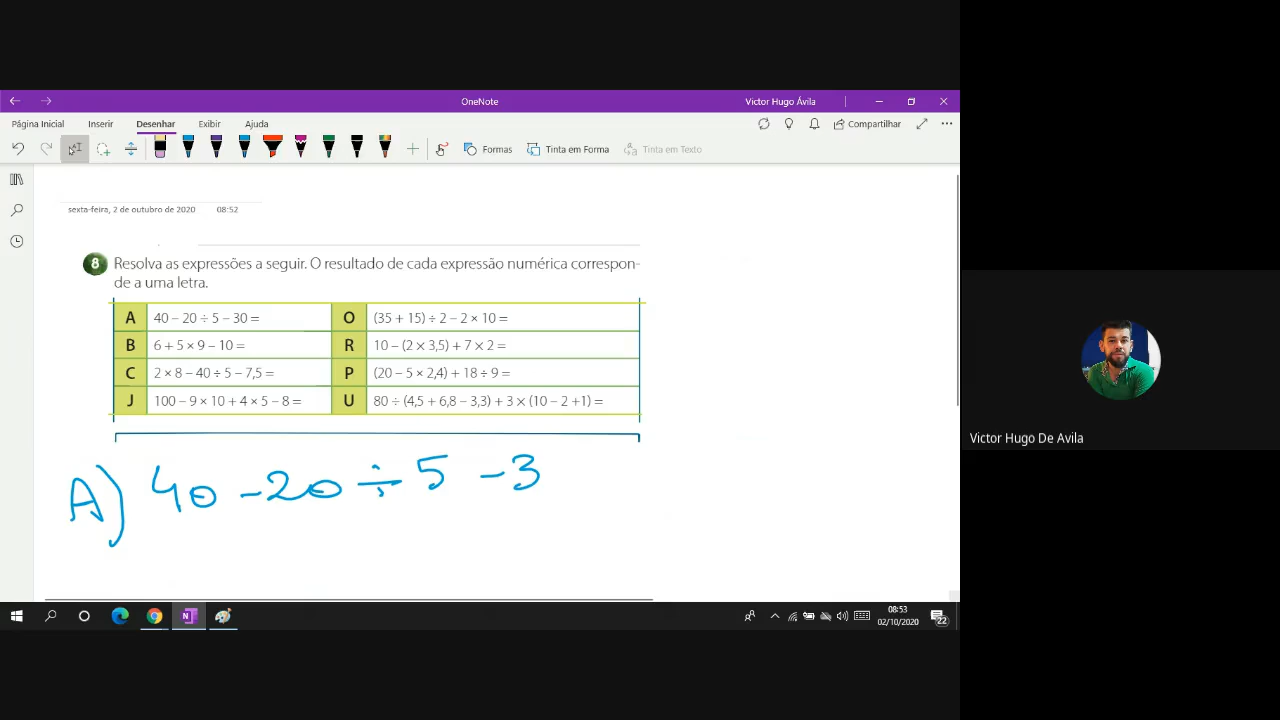 OneNote
Victor Hugo Ávila
Página Inicial Inserir Desenhar Exibir Ajuda
Compartilhar
Formas Tinta em Forma Tinta em Texto
sexta-feira, 2 de outubro de 2020 08:52
8 Resolva as expressões a seguir. O resultado de cada expressão numérica correspon-
de a uma letra.
A 40 – 20 ÷ 5 – 30 = O (35 + 15) ÷ 2 – 2 × 10 =
B 6 + 5 × 9 – 10 = R 10 – (2 × 3,5) + 7 × 2 =
C 2 × 8 – 40 ÷ 5 – 7,5 = P (20 – 5 × 2,4) + 18 ÷ 9 =
J 100 – 9 × 10 + 4 × 5 – 8 = U 80 ÷ (4,5 + 6,8 – 3,3) + 3 × (10 – 2 +1) =
A) 40 - 20 ÷ 5 - 3
Victor Hugo De Avila
08:53
02/10/2020
22